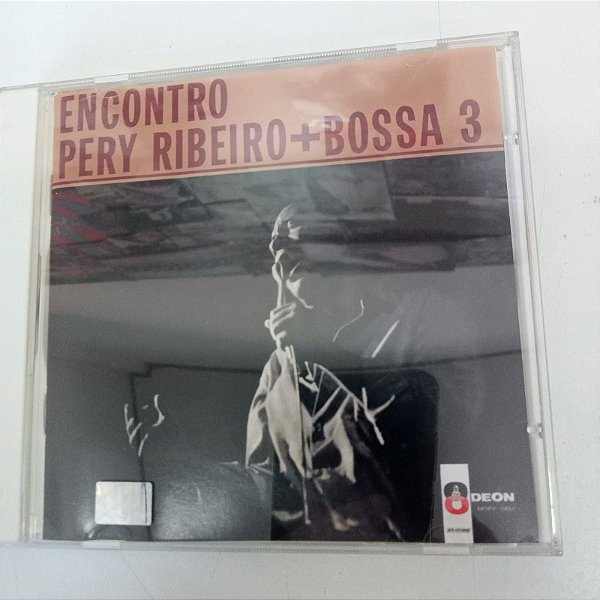 ENCONTRO
PERY RIBEIRO+BOSSA 3
ODEON